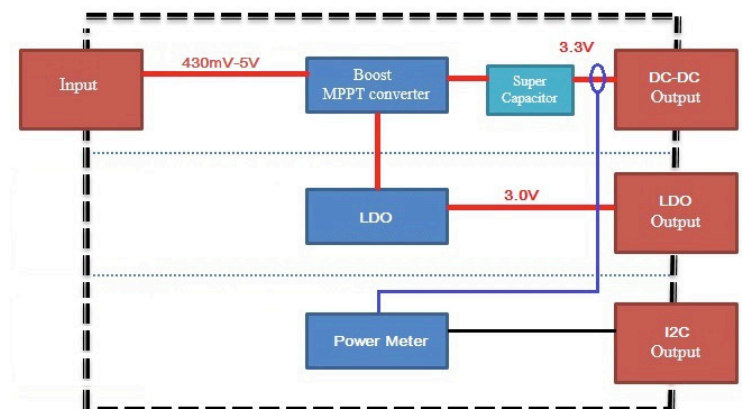 Input
430mV-5V
Boost
MPPT converter
Super
Capacitor
3.3V
DC-DC
Output
LDO
3.0V
LDO
Output
Power Meter
I2C
Output